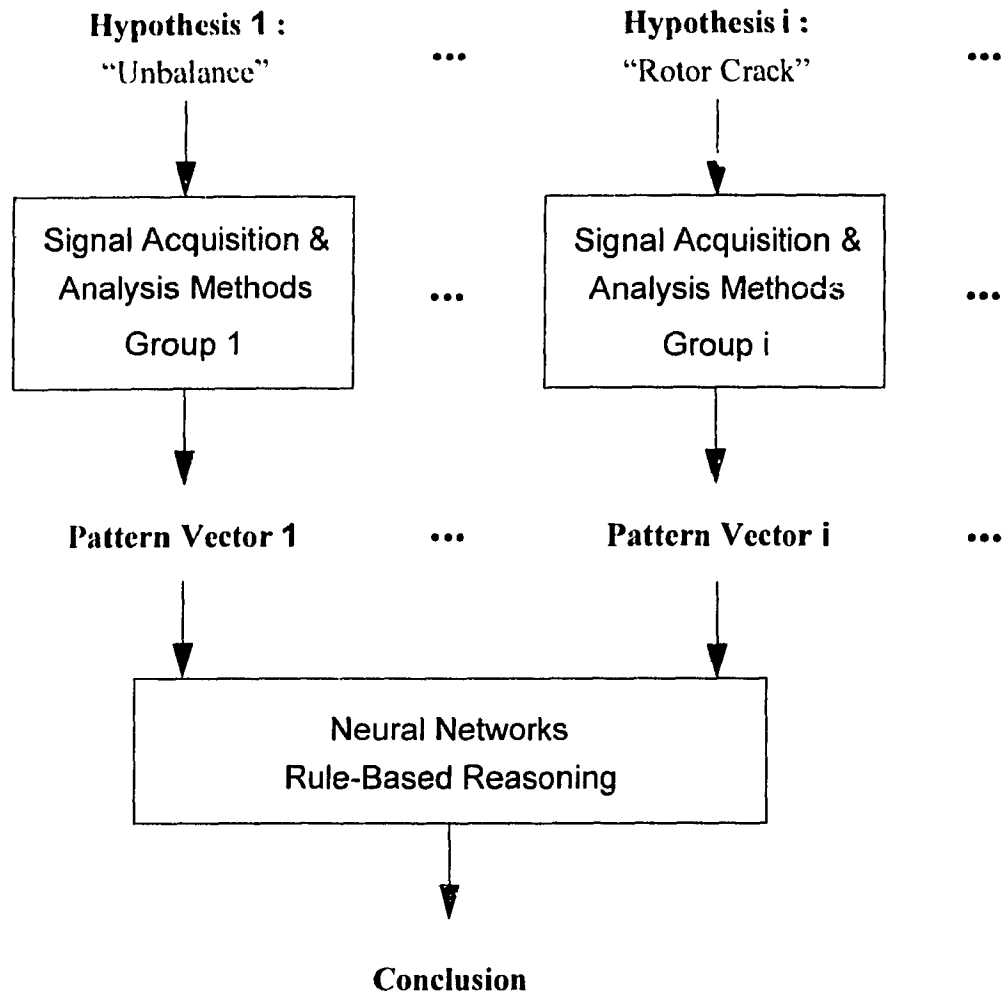 Hypothesis 1 : ... Hypothesis i : ...
“Unbalance” “Rotor Crack”
Signal Acquisition & Signal Acquisition &
Analysis Methods ... Analysis Methods ...
Group 1 Group i
Pattern Vector 1 ... Pattern Vector i ...
Neural Networks
Rule-Based Reasoning
Conclusion